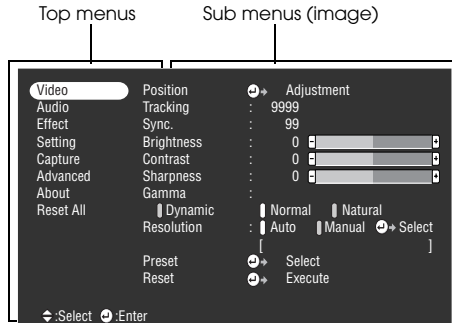 Top menus Sub menus (image)
Video Position Adjustment
Audio Tracking : 9999
Effect Sync. : 99
Setting Brightness : 0 - +
Capture Contrast : 0 - +
Advanced Sharpness : 0 - +
About Gamma :
Reset All Dynamic Normal Natural
Resolution : Auto Manual Select
[ ]
Preset Select
Reset Execute
:Select :Enter